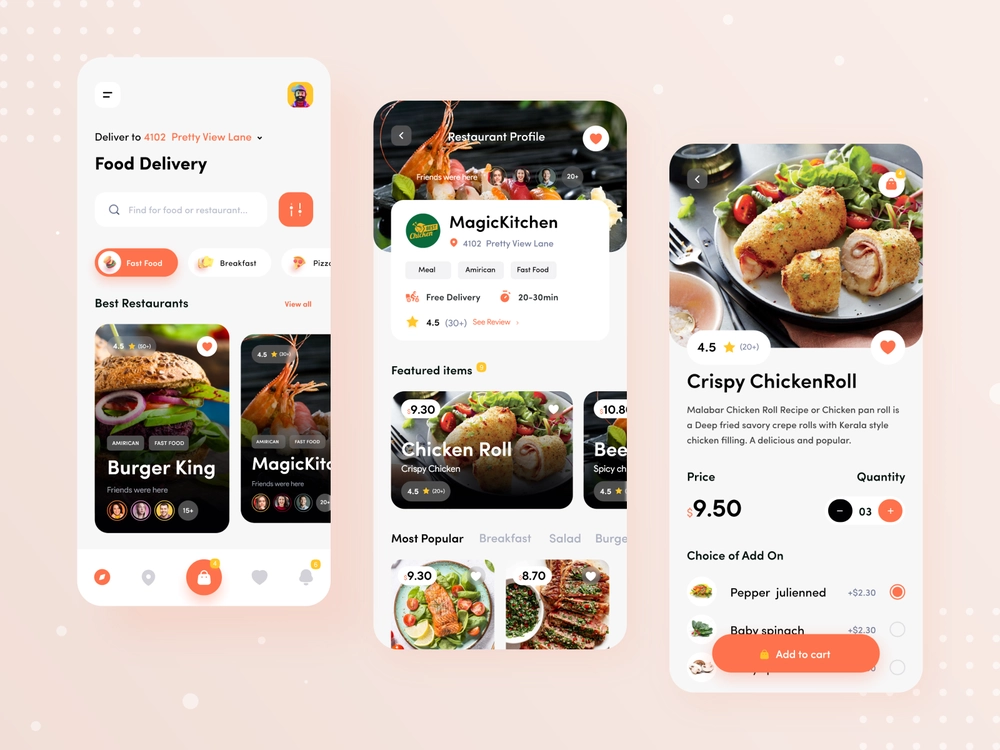 Deliver to 4102 Pretty View Lane
Food Delivery
Find for food or restaurant...
Fast Food
Breakfast
Pizz
Best Restaurants
View all
4.5 (50+)
AMIRICAN
FAST FOOD
Burger King
Friends were here
15+
4.5 (30+)
AMIRICAN
FAST FOOD
MagicKitc
Friends were here
20+
Restaurant Profile
Friends were here
20+
BEST
Chicken
MagicKitchen
4102 Pretty View Lane
Meal
Amirican
Fast Food
Free Delivery
20-30min
4.5 (30+) See Review
Featured items
$9.30
Chicken Roll
Crispy Chicken
4.5 (20+)
10.80
Bee
Spicy ch
4.5
Most Popular
Breakfast
Salad
Burge
9.30
8.70
4.5 (20+)
Crispy ChickenRoll
Malabar Chicken Roll Recipe or Chicken pan roll is
a Deep fried savory crepe rolls with Kerala style
chicken filling. A delicious and popular.
Price
Quantity
$9.50
03
Choice of Add On
Pepper julienned
+$2.30
Baby spinach
+$2.30
Add to cart